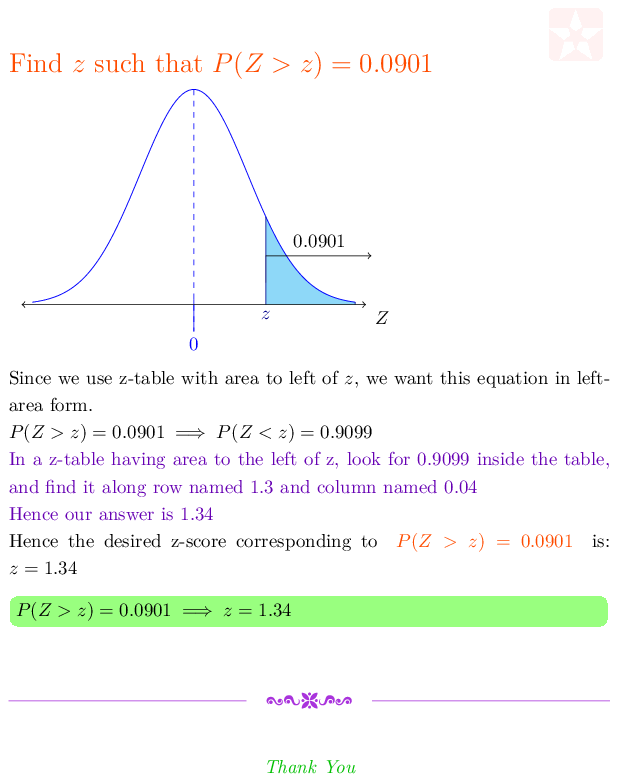 Find z such that P(Z > z) = 0.0901
0.0901
z
Z
0
Since we use z-table with area to left of z, we want this equation in left-
area form.
P(Z > z) = 0.0901 ⟹ P(Z < z) = 0.9099
In a z-table having area to the left of z, look for 0.9099 inside the table,
and find it along row named 1.3 and column named 0.04
Hence our answer is 1.34
Hence the desired z-score corresponding to P(Z > z) = 0.0901 is:
z = 1.34
P(Z > z) = 0.0901 ⟹ z = 1.34
Thank You